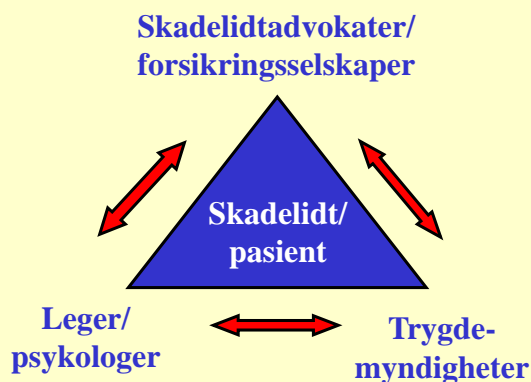 Skadelidtadvokater/
forsikringsselskaper
Skadelidt/
pasient
Leger/
psykologer
Trygde-
myndigheter